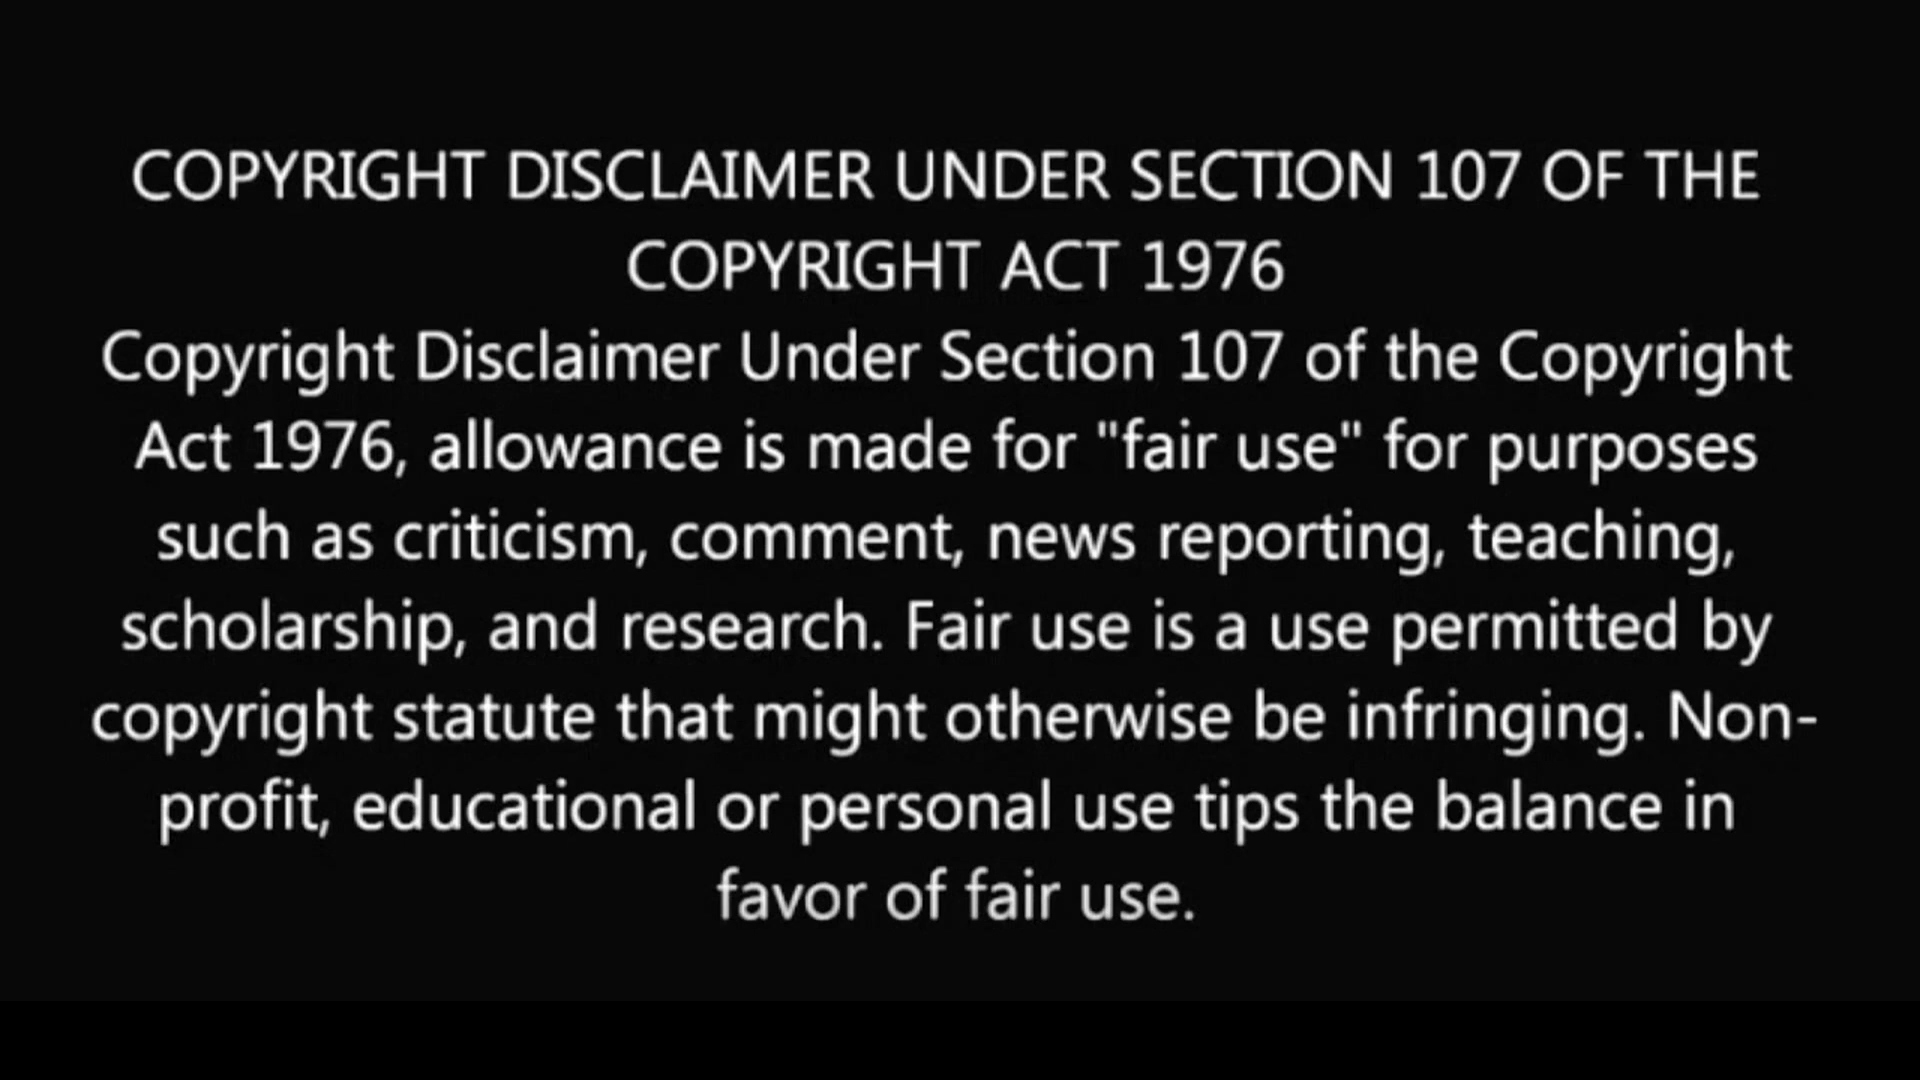 COPYRIGHT DISCLAIMER UNDER SECTION 107 OF THE
COPYRIGHT ACT 1976
Copyright Disclaimer Under Section 107 of the Copyright
Act 1976, allowance is made for "fair use" for purposes
such as criticism, comment, news reporting, teaching,
scholarship, and research. Fair use is a use permitted by
copyright statute that might otherwise be infringing. Non-
profit, educational or personal use tips the balance in
favor of fair use.